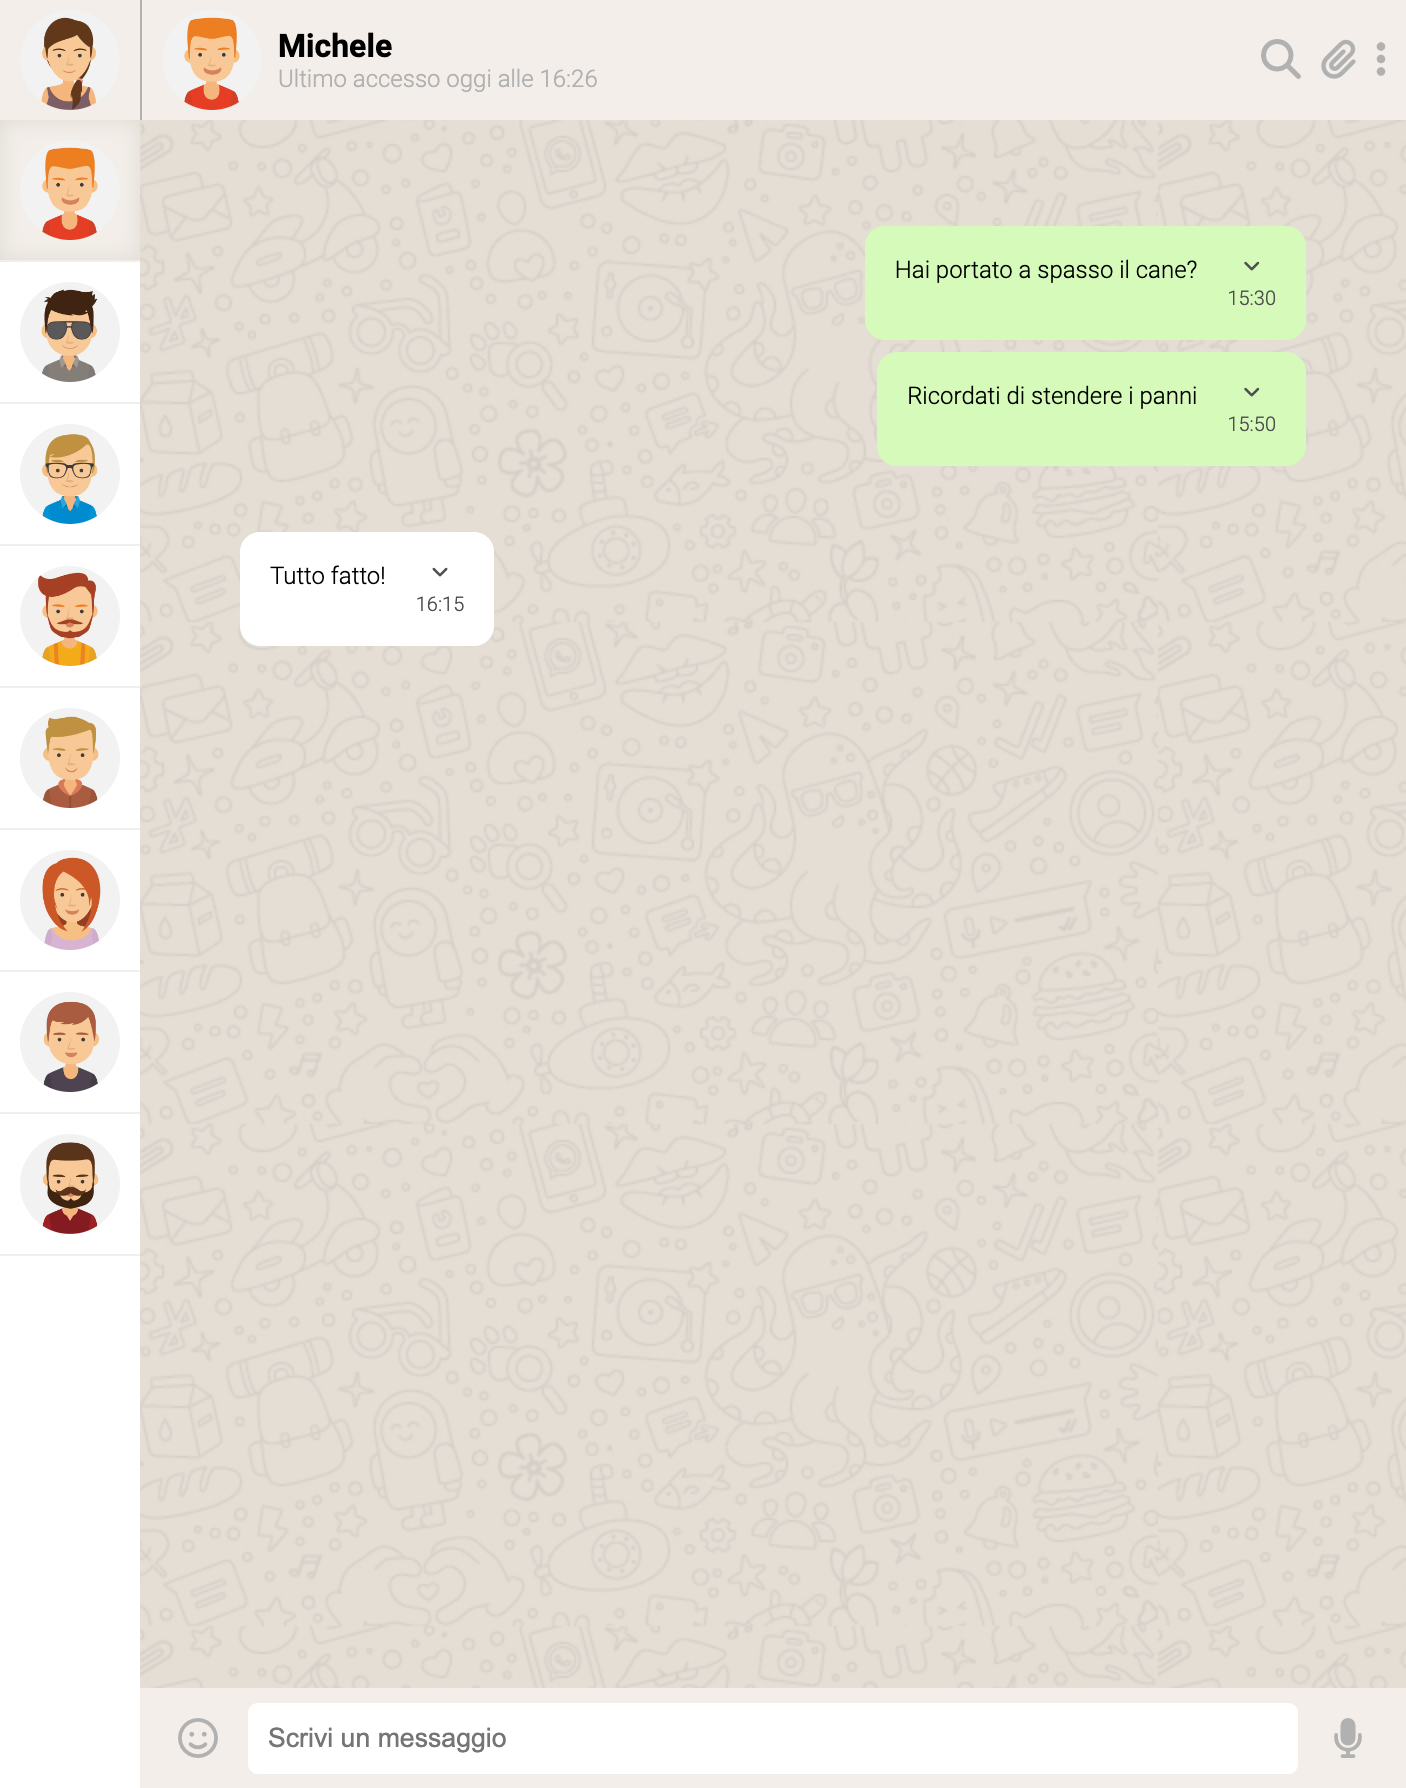 Michele
Ultimo accesso oggi alle 16:26
Hai portato a spasso il cane?
15:30
Ricordati di stendere i panni
15:50
Tutto fatto!
16:15
Scrivi un messaggio